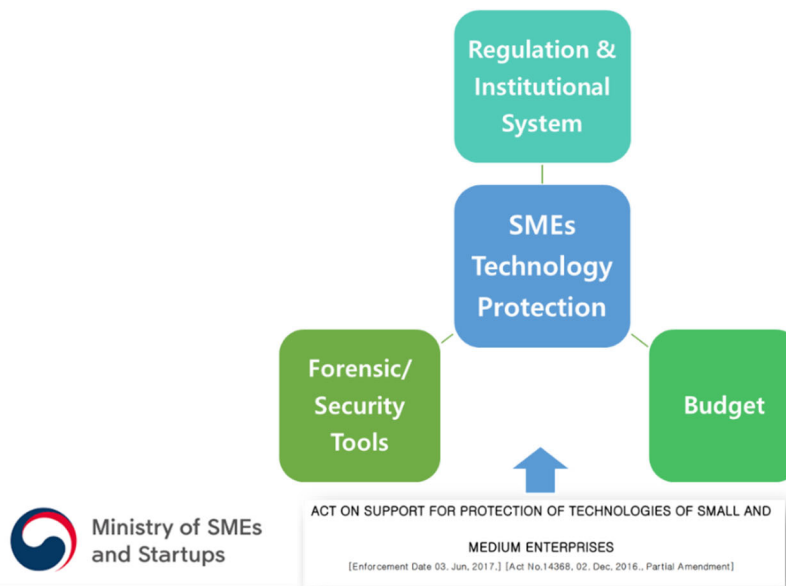 Regulation &
Institutional
System
SMEs
Technology
Protection
Forensic/
Security
Tools
Budget
Ministry of SMEs
and Startups
ACT ON SUPPORT FOR PROTECTION OF TECHNOLOGIES OF SMALL AND
MEDIUM ENTERPRISES
[Enforcement Date 03. Jun, 2017.] [Act No.14368, 02. Dec, 2016., Partial Amendment]